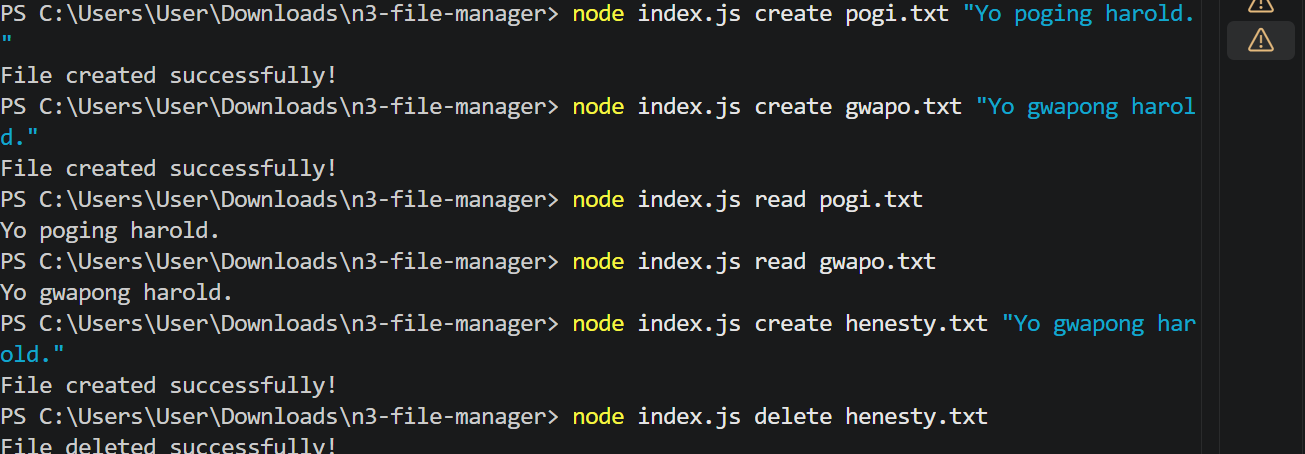 PS C:\Users\User\Downloads\n3-file-manager> node index.js create pogi.txt "Yo poging harold.
"
File created successfully!
PS C:\Users\User\Downloads\n3-file-manager> node index.js create gwapo.txt "Yo gwapong harol
d."
File created successfully!
PS C:\Users\User\Downloads\n3-file-manager> node index.js read pogi.txt
Yo poging harold.
PS C:\Users\User\Downloads\n3-file-manager> node index.js read gwapo.txt
Yo gwapong harold.
PS C:\Users\User\Downloads\n3-file-manager> node index.js create henesty.txt "Yo gwapong har
old."
File created successfully!
PS C:\Users\User\Downloads\n3-file-manager> node index.js delete henesty.txt
File deleted successfully!